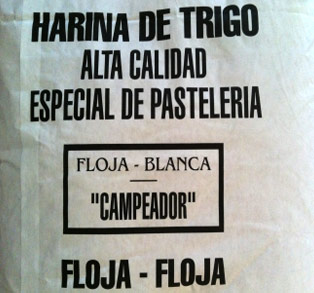 HARINA DE TRIGO
ALTA CALIDAD
ESPECIAL DE PASTELERIA
FLOJA - BLANCA
"CAMPEADOR"
FLOJA - FLOJA